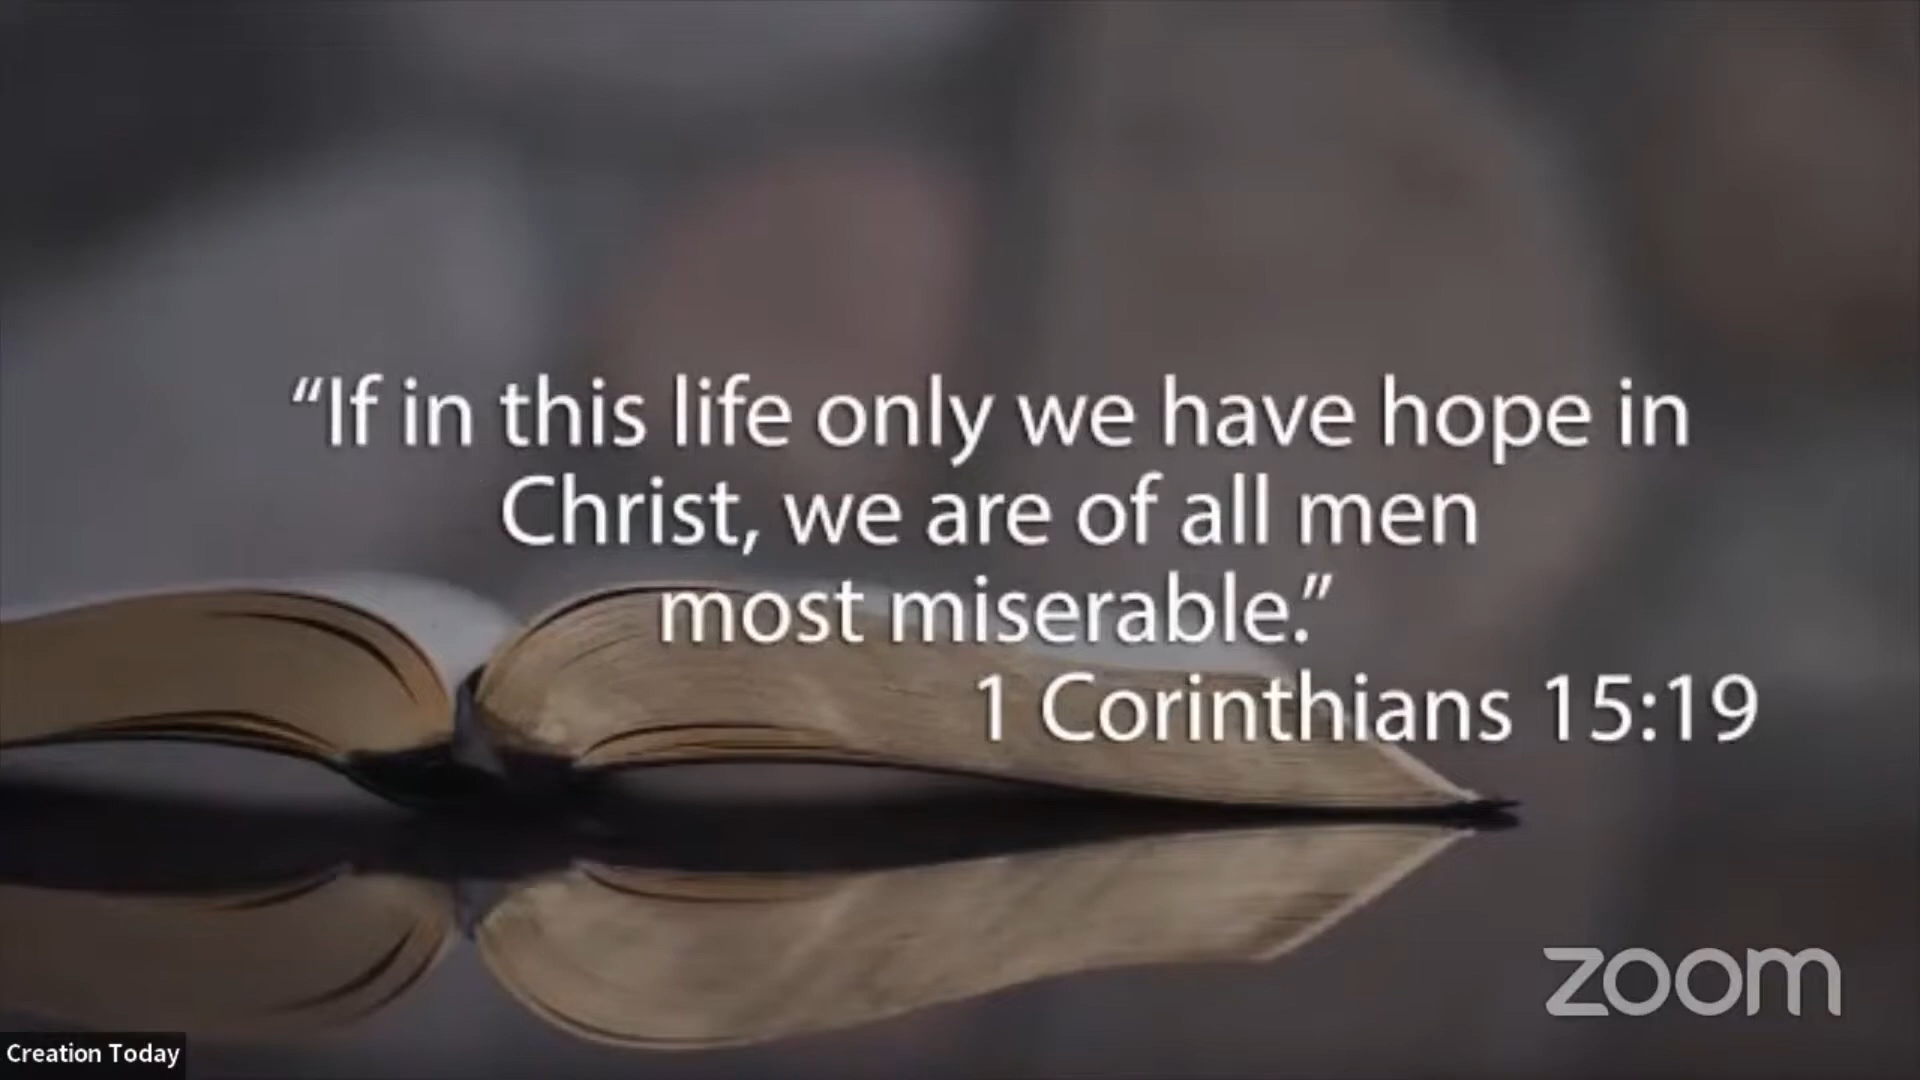 “If in this life only we have hope in
Christ, we are of all men
most miserable.”
1 Corinthians 15:19
zoom
Creation Today